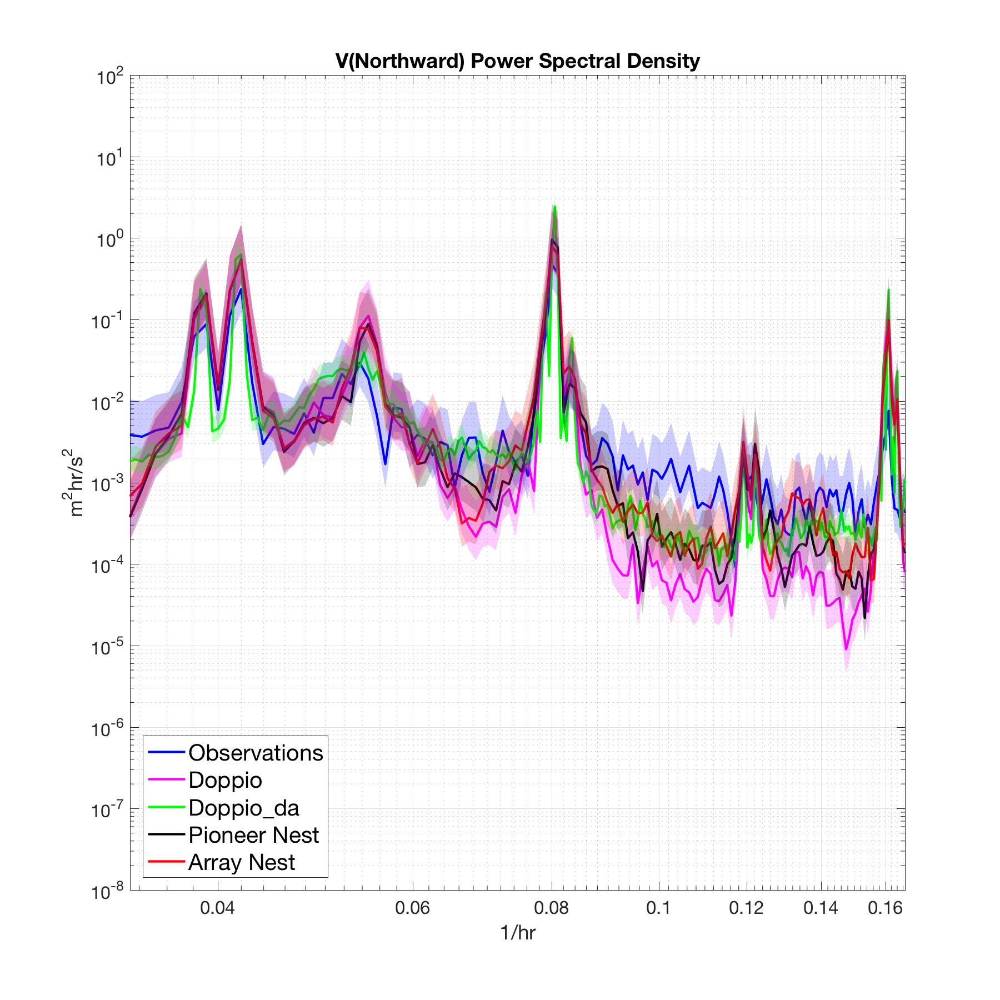 V(Northward) Power Spectral Density
10^2
10^1
10^0
10^-1
10^-2
10^-3
10^-4
10^-5
10^-6
10^-7
10^-8
m^2hr/s^2
Observations
Doppio
Doppio_da
Pioneer Nest
Array Nest
0.04 0.06 0.08 0.1 0.12 0.14 0.16
1/hr